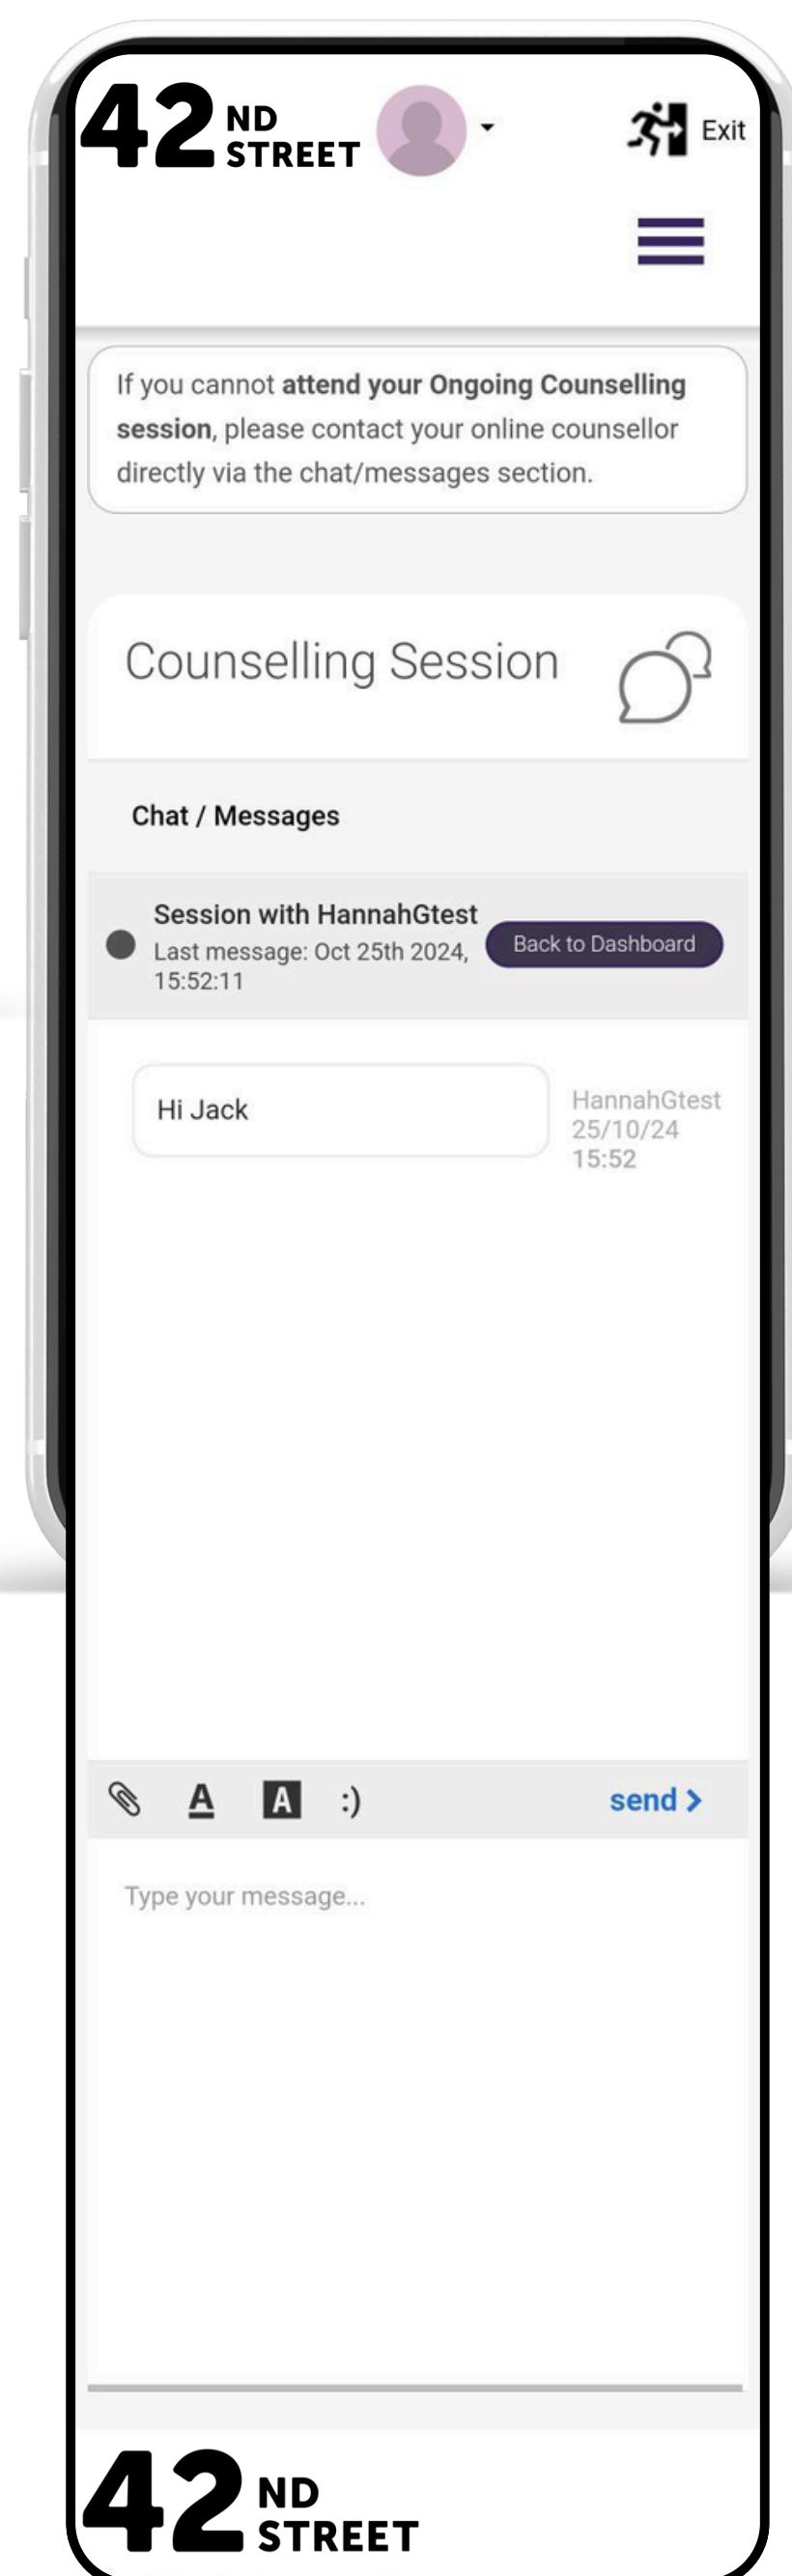 42 ND
STREET
Exit
If you cannot attend your Ongoing Counselling
session, please contact your online counsellor
directly via the chat/messages section.
Counselling Session
Chat / Messages
Session with HannahGtest
Last message: Oct 25th 2024,
15:52:11
Back to Dashboard
Hi Jack
HannahGtest
25/10/24
15:52
A A :) send
Type your message...
42 ND
STREET